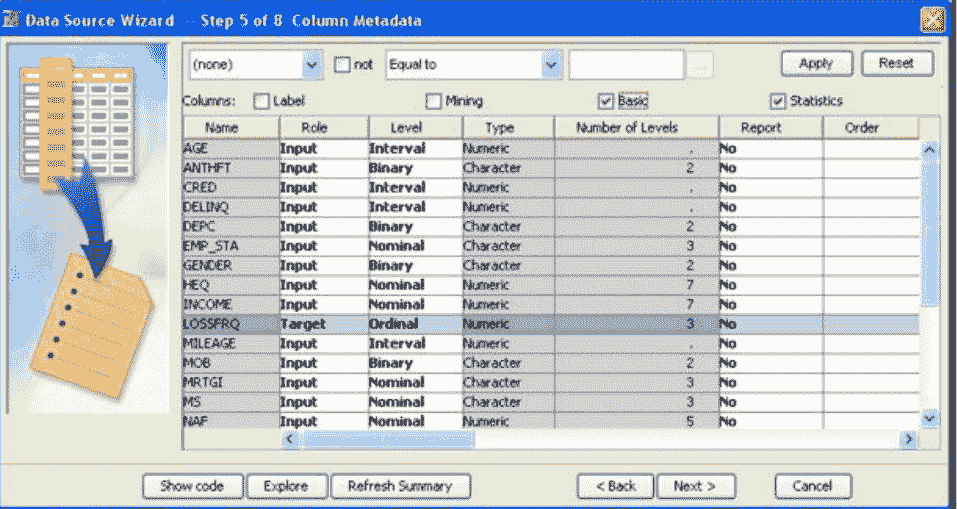 Data Source Wizard -- Step 5 of 8 Column Metadata
(none) not Equal to Apply Reset
Columns: Label Mining Basic Statistics
Name Role Level Type Number of Levels Report Order
AGE Input Interval Numeric . No
ANTHFT Input Binary Character 2 No
CRED Input Interval Numeric . No
DELINQ Input Interval Numeric . No
DEPC Input Binary Character 2 No
EMP_STA Input Nominal Character 3 No
GENDER Input Binary Character 2 No
HEQ Input Nominal Numeric 7 No
INCOME Input Nominal Numeric 7 No
LOSSFRQ Target Ordinal Numeric 3 No
MILEAGE Input Interval Numeric . No
MOB Input Binary Character 2 No
MRTGI Input Nominal Character 3 No
MS Input Nominal Character 3 No
NAF Input Nominal Numeric 5 No
Show code Explore Refresh Summary < Back Next > Cancel